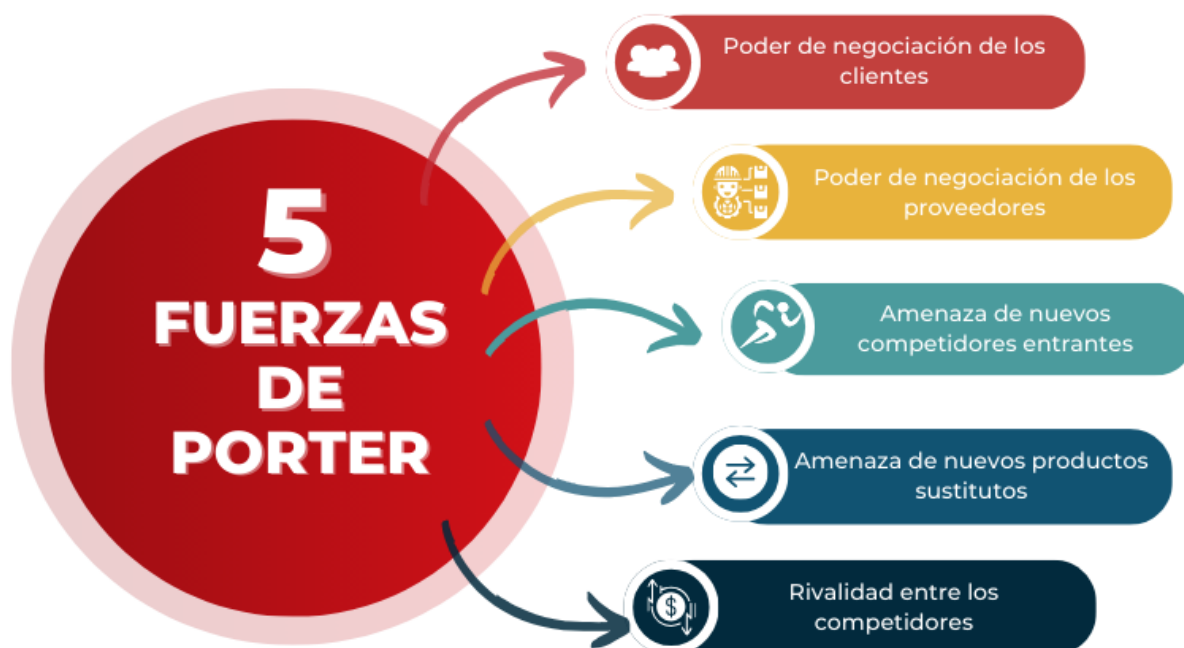 5
FUERZAS
DE
PORTER
Poder de negociación de los
clientes
Poder de negociación de los
proveedores
Amenaza de nuevos
competidores entrantes
Amenaza de nuevos productos
sustitutos
Rivalidad entre los
competidores